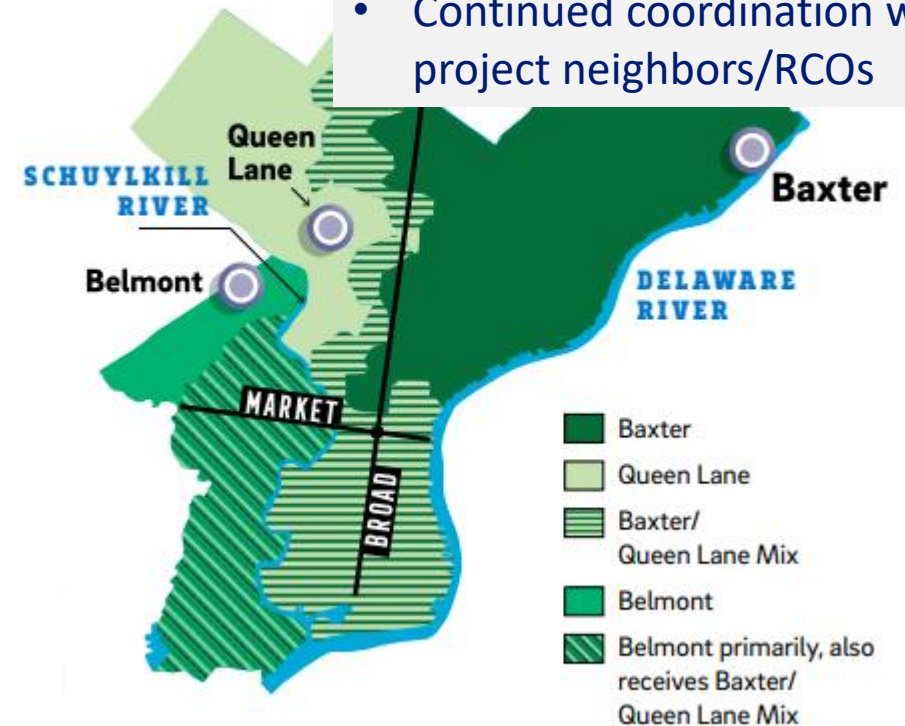 • Continued coordination w
project neighbors/RCOs
Queen
Lane
SCHUYLKILL
RIVER
Baxter
Belmont
DELAWARE
RIVER
MARKET
BROAD
Baxter
Queen Lane
Baxter/
Queen Lane Mix
Belmont
Belmont primarily, also
receives Baxter/
Queen Lane Mix